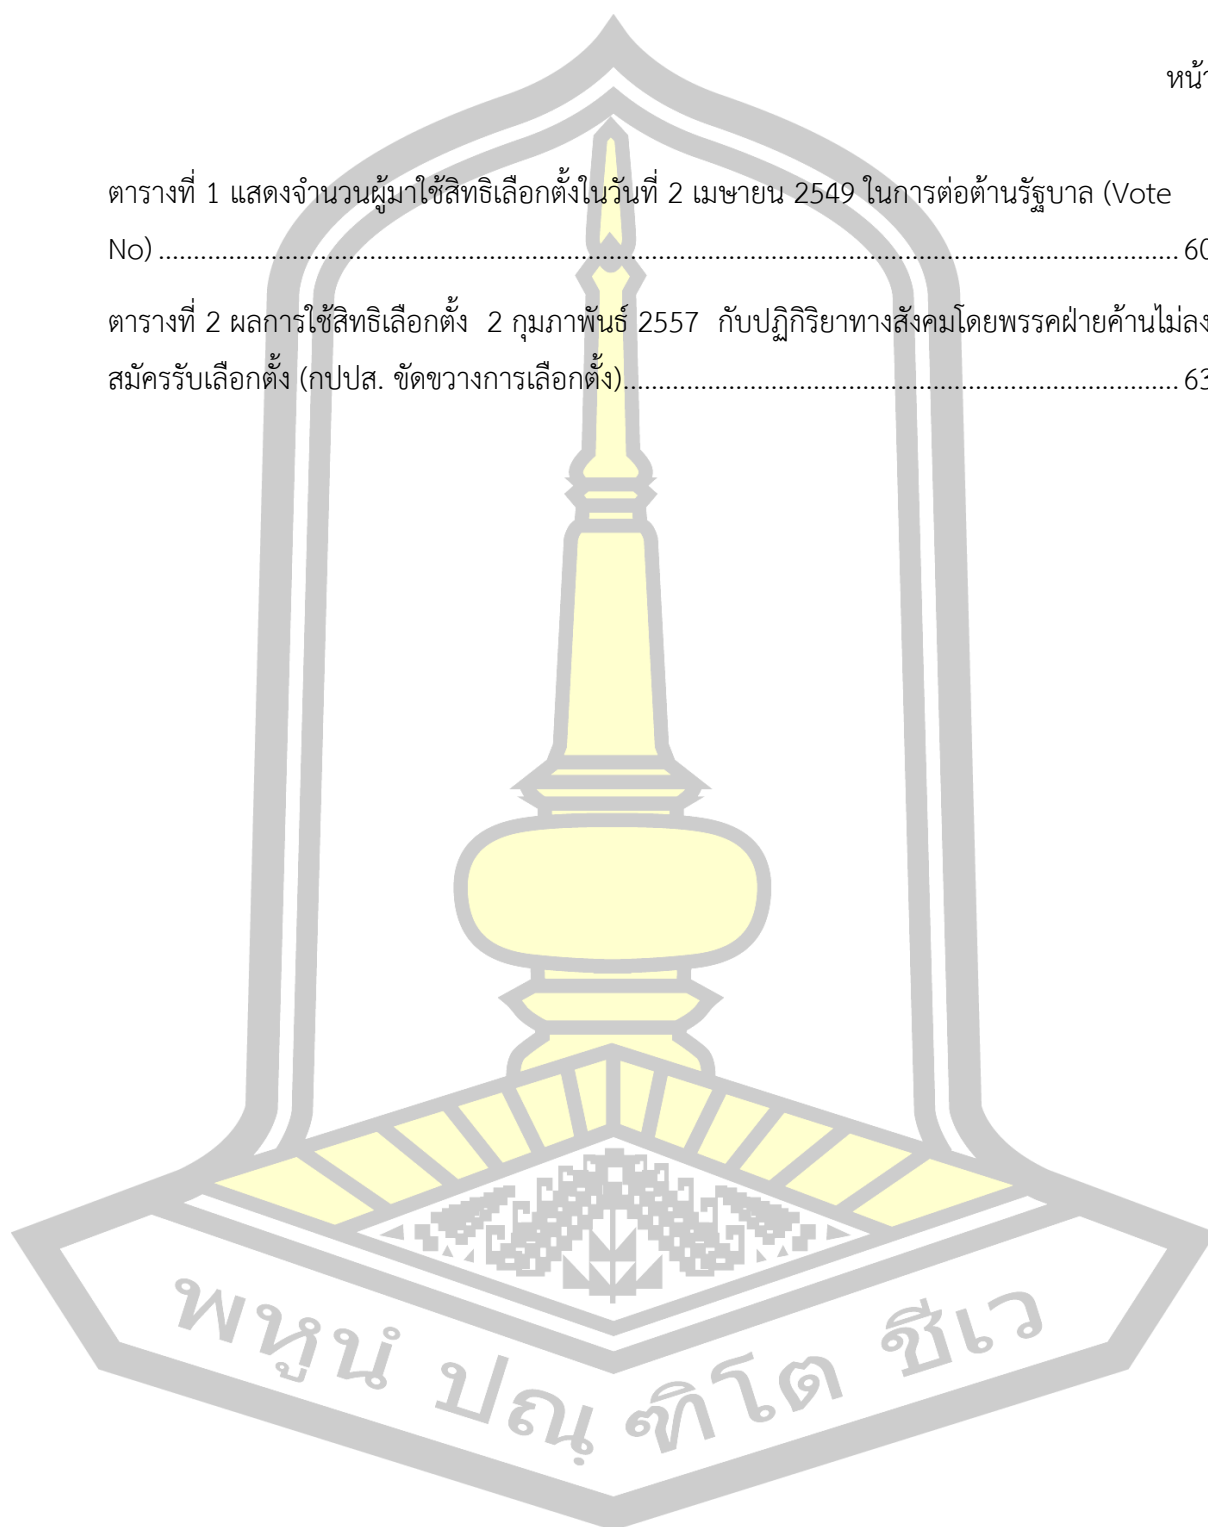 หน้า
ตารางที่ 1 แสดงจำนวนผู้มาใช้สิทธิเลือกตั้งในวันที่ 2 เมษายน 2549 ในการต่อต้านรัฐบาล (Vote
No) ........................................................................................................................................ 60
ตารางที่ 2 ผลการใช้สิทธิเลือกตั้ง 2 กุมภาพันธ์ 2557 กับปฏิกิริยาทางสังคมโดยพรรคฝ่ายค้านไม่ลง
สมัครรับเลือกตั้ง (กปปส. ขัดขวางการเลือกตั้ง).......................................................................... 63
พหูนํ ปณฺฑิโต ชีเว